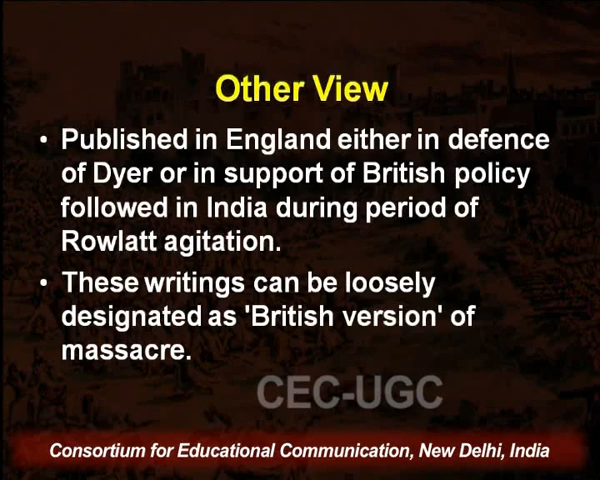 Other View
• Published in England either in defence
of Dyer or in support of British policy
followed in India during period of
Rowlatt agitation.
• These writings can be loosely
designated as 'British version' of
massacre.
CEC-UGC
Consortium for Educational Communication, New Delhi, India